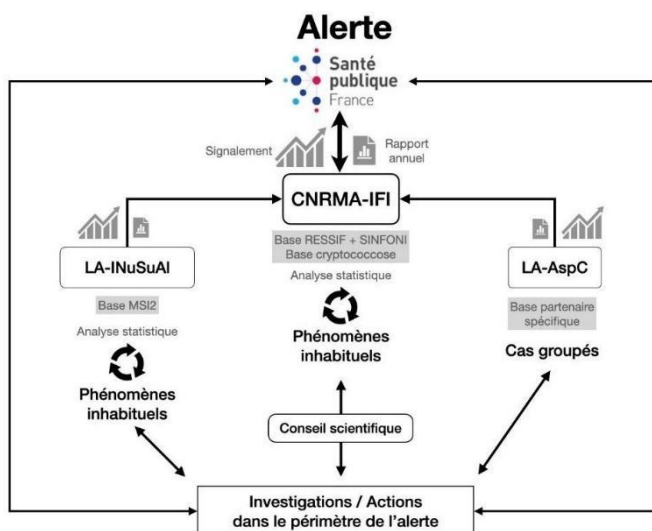 Alerte
Santé
publique
France
Signalement
Rapport
annuel
CNRMA-IFI
LA-INuSuAl
Base RESSIF + SINFONI
Base cryptococcose
LA-AspC
Analyse statistique
Base MSI2
Base partenaire
spécifique
Analyse statistique
Phénomènes
inhabituels
Cas groupés
Phénomènes
inhabituels
Conseil scientifique
Investigations / Actions
dans le périmètre de l'alerte